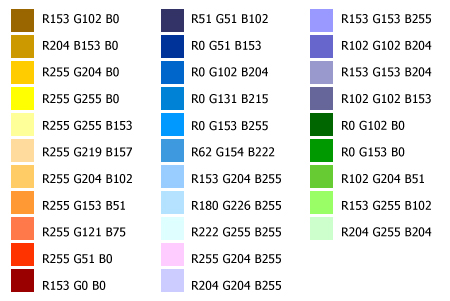 R153 G102 B0
R204 B153 B0
R255 G204 B0
R255 G255 B0
R255 G255 B153
R255 G219 B157
R255 G204 B102
R255 G153 B51
R255 G121 B75
R255 G51 B0
R153 G0 B0
R51 G51 B102
R0 G51 B153
R0 G102 B204
R0 G131 B215
R0 G153 B255
R62 G154 B222
R153 G204 B255
R180 G226 B255
R222 G255 B255
R255 G204 B255
R204 G204 B255
R153 G153 B255
R102 G102 B204
R153 G153 B204
R102 G102 B153
R0 G102 B0
R0 G153 B0
R102 G204 B51
R153 G255 B102
R204 G255 B204